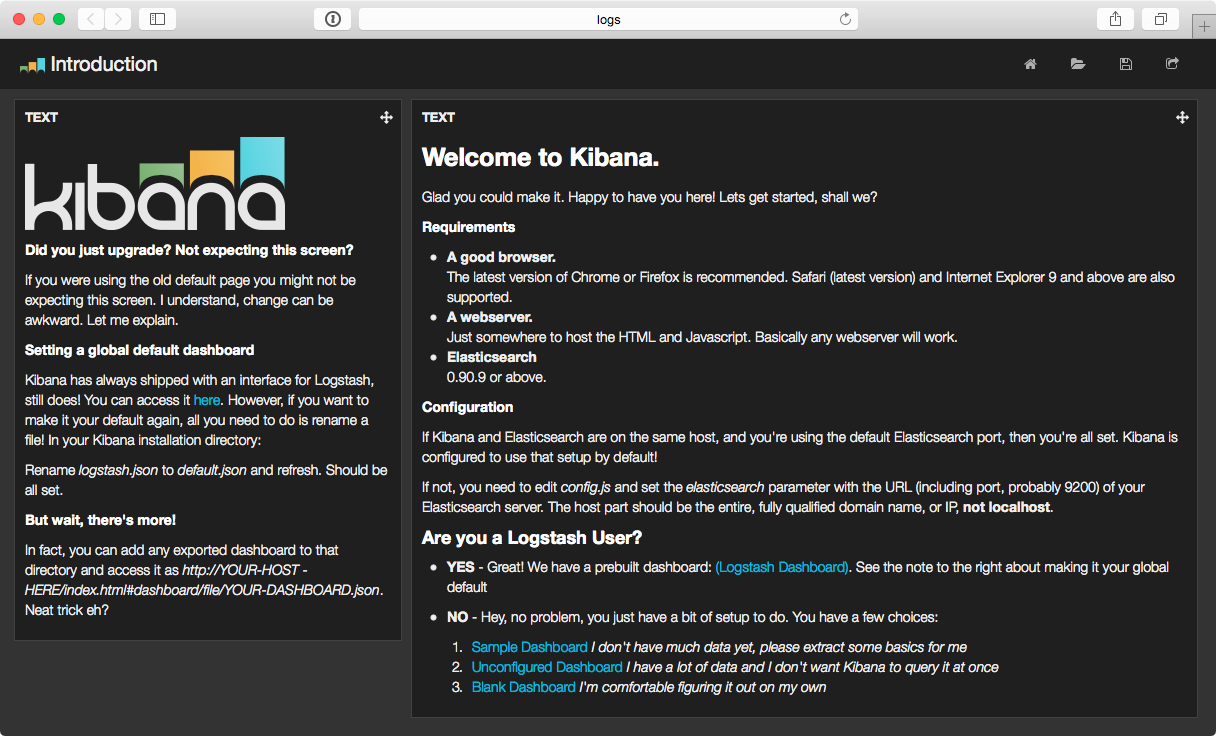 logs
Introduction
TEXT
kibana
Did you just upgrade? Not expecting this screen?
If you were using the old default page you might not be
expecting this screen. I understand, change can be
awkward. Let me explain.
Setting a global default dashboard
Kibana has always shipped with an interface for Logstash,
still does! You can access it here. However, if you want to
make it your default again, all you need to do is rename a
file! In your Kibana installation directory:
Rename logstash.json to default.json and refresh. Should be
all set.
But wait, there's more!
In fact, you can add any exported dashboard to that
directory and access it as http://YOUR-HOST -
HERE/index.html#dashboard/file/YOUR-DASHBOARD.json.
Neat trick eh?
TEXT
Welcome to Kibana.
Glad you could make it. Happy to have you here! Lets get started, shall we?
Requirements
• A good browser.
The latest version of Chrome or Firefox is recommended. Safari (latest version) and Internet Explorer 9 and above are also
supported.
• A webserver.
Just somewhere to host the HTML and Javascript. Basically any webserver will work.
• Elasticsearch
0.90.9 or above.
Configuration
If Kibana and Elasticsearch are on the same host, and you're using the default Elasticsearch port, then you're all set. Kibana is
configured to use that setup by default!
If not, you need to edit config.js and set the elasticsearch parameter with the URL (including port, probably 9200) of your
Elasticsearch server. The host part should be the entire, fully qualified domain name, or IP, not localhost.
Are you a Logstash User?
• YES - Great! We have a prebuilt dashboard: (Logstash Dashboard). See the note to the right about making it your global
default
• NO - Hey, no problem, you just have a bit of setup to do. You have a few choices:
1. Sample Dashboard I don't have much data yet, please extract some basics for me
2. Unconfigured Dashboard I have a lot of data and I don't want Kibana to query it at once
3. Blank Dashboard I'm comfortable figuring it out on my own